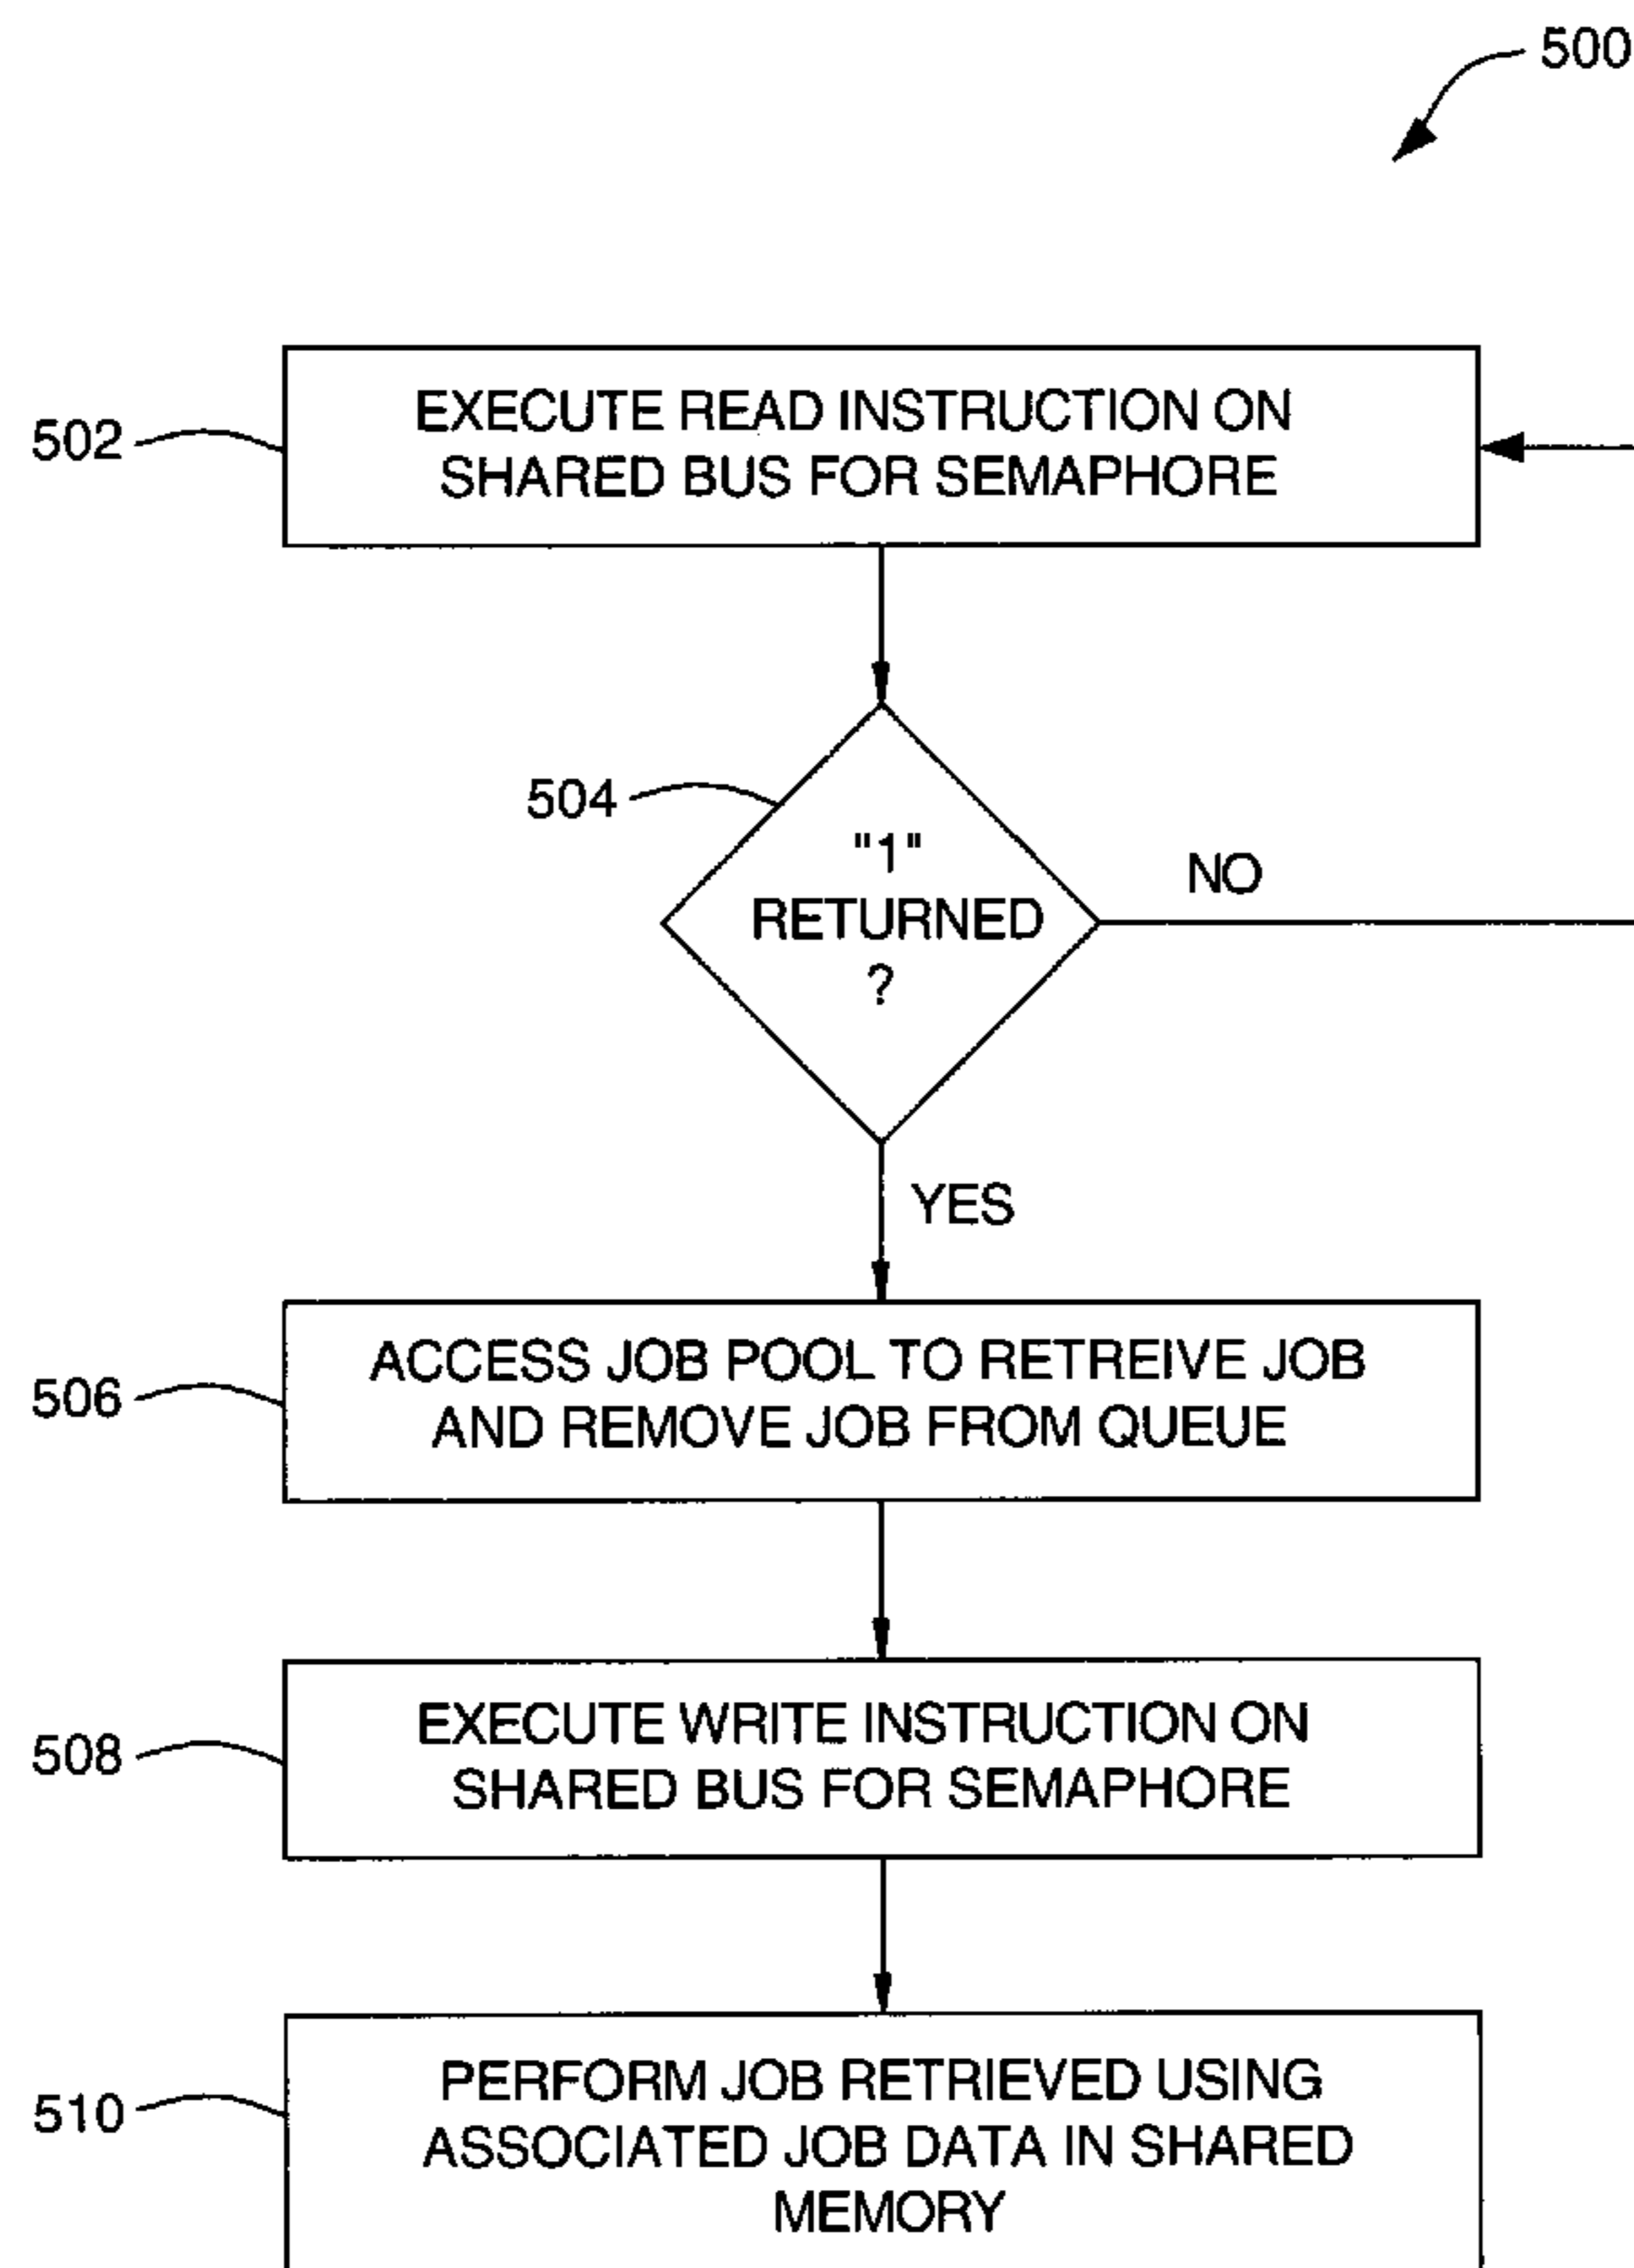 500
502
EXECUTE READ INSTRUCTION ON
SHARED BUS FOR SEMAPHORE
504
"1"
RETURNED
?
NO
YES
506
ACCESS JOB POOL TO RETREIVE JOB
AND REMOVE JOB FROM QUEUE
508
EXECUTE WRITE INSTRUCTION ON
SHARED BUS FOR SEMAPHORE
510
PERFORM JOB RETRIEVED USING
ASSOCIATED JOB DATA IN SHARED
MEMORY